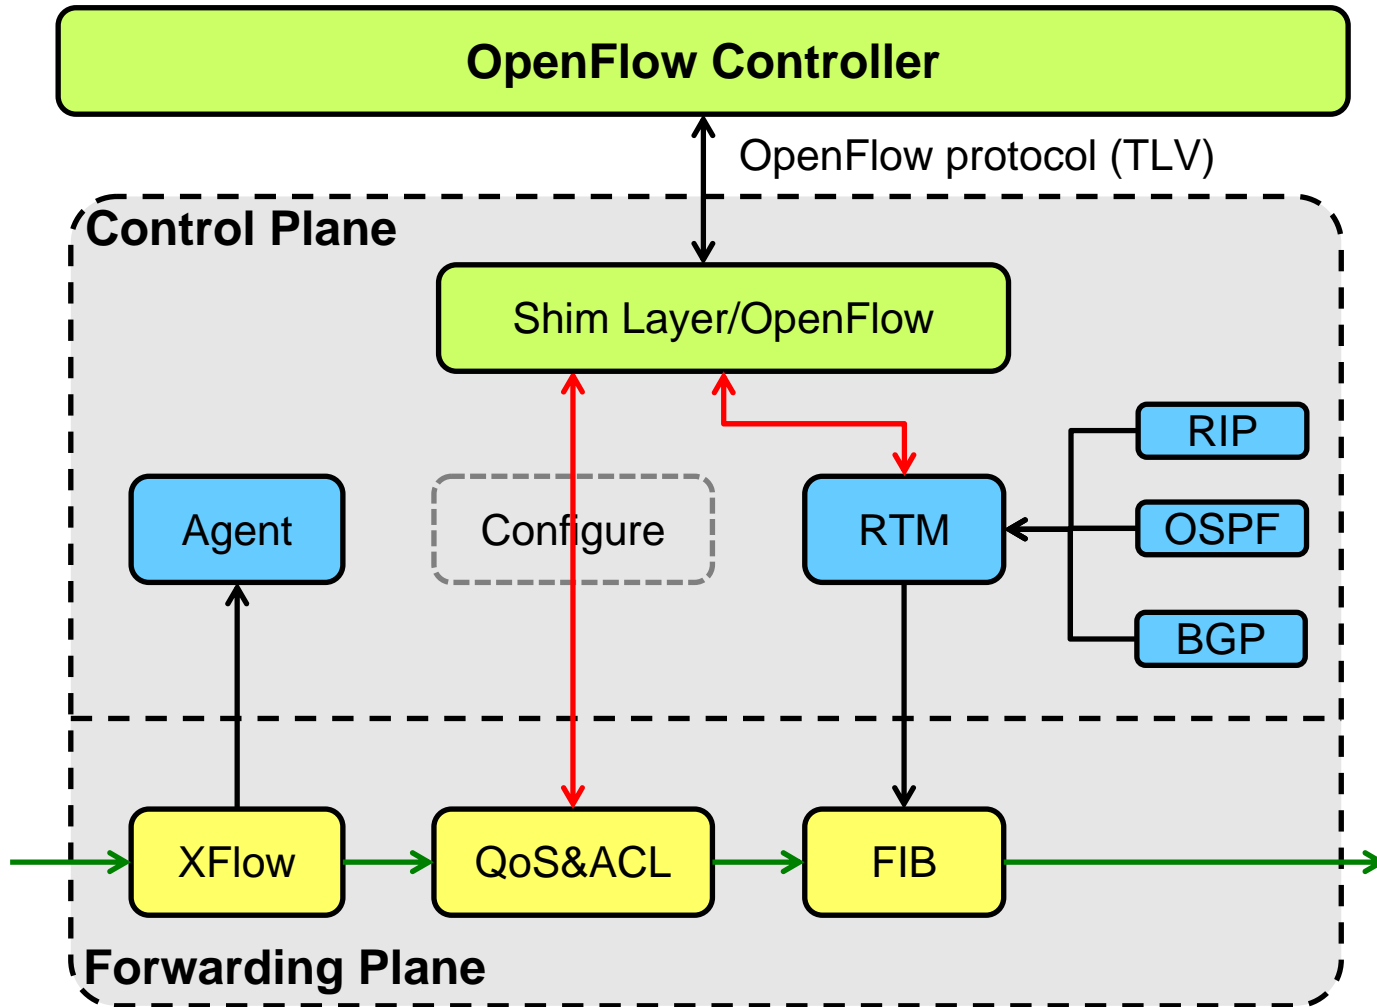 OpenFlow Controller
OpenFlow protocol (TLV)
Control Plane
Shim Layer/OpenFlow
RIP
Agent
Configure
RTM
OSPF
BGP
XFlow
QoS&ACL
FIB
Forwarding Plane